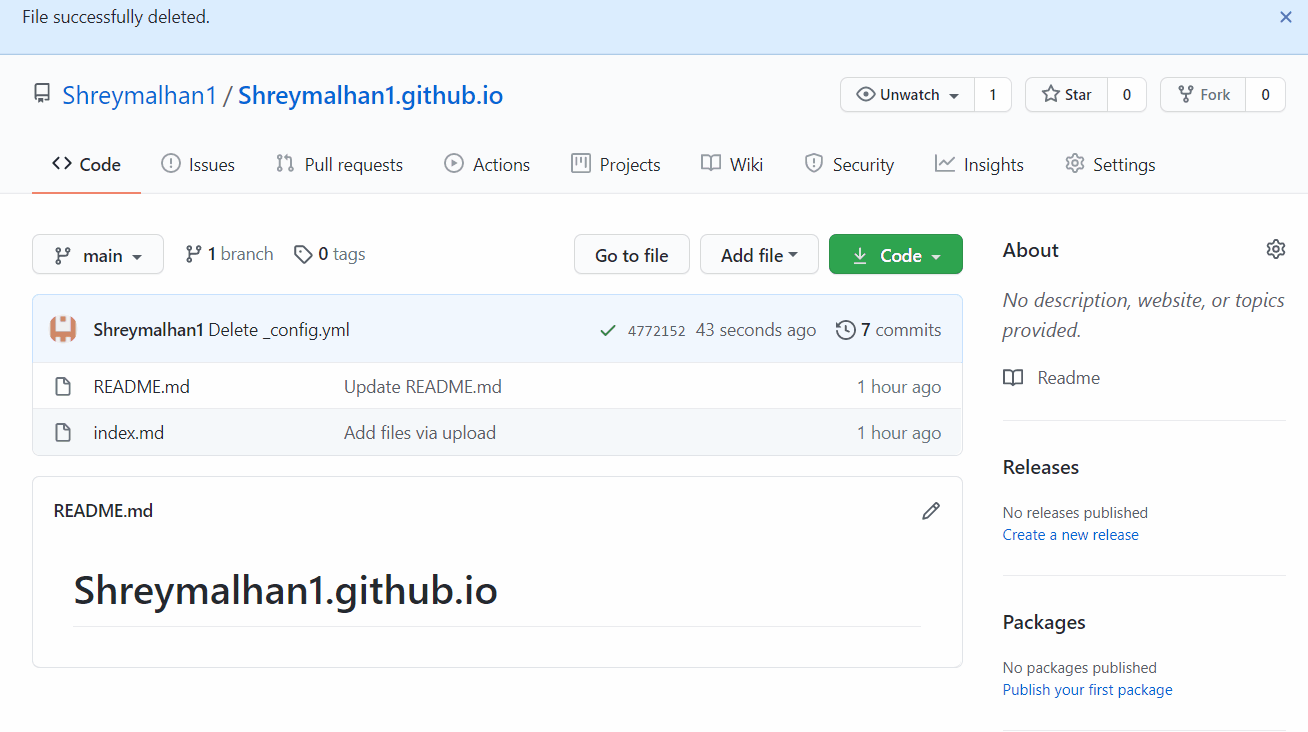 File successfully deleted.
Shreymalhan1 / Shreymalhan1.github.io
Unwatch 1 Star 0 Fork 0
Code Issues Pull requests Actions Projects Wiki Security Insights Settings
main 1 branch 0 tags Go to file Add file Code
Shreymalhan1 Delete _config.yml 4772152 43 seconds ago 7 commits
README.md Update README.md 1 hour ago
index.md Add files via upload 1 hour ago
README.md
Shreymalhan1.github.io
About
No description, website, or topics
provided.
Readme
Releases
No releases published
Create a new release
Packages
No packages published
Publish your first package